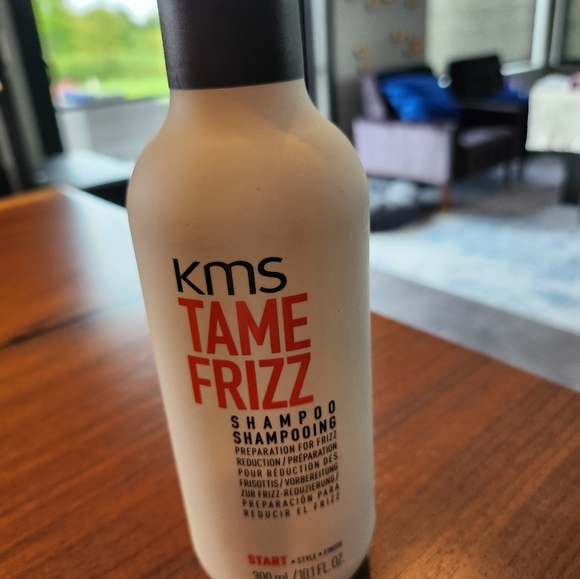 kms
TAME
FRIZZ
SHAMPOO
SHAMPOOING
PREPARATION FOR FRIZZ
REDUCTION/PRÉPARATION
POUR RÉDUCTION DES
FRISOTTIS/VORBEREITUNG
ZUR FRIZZ-REDUZIERUNG/
PREPARACIÓN PARA
REDUCIR EL FRIZZ
START • STYLE • FINISH
300 mL/10.1 FL.OZ.